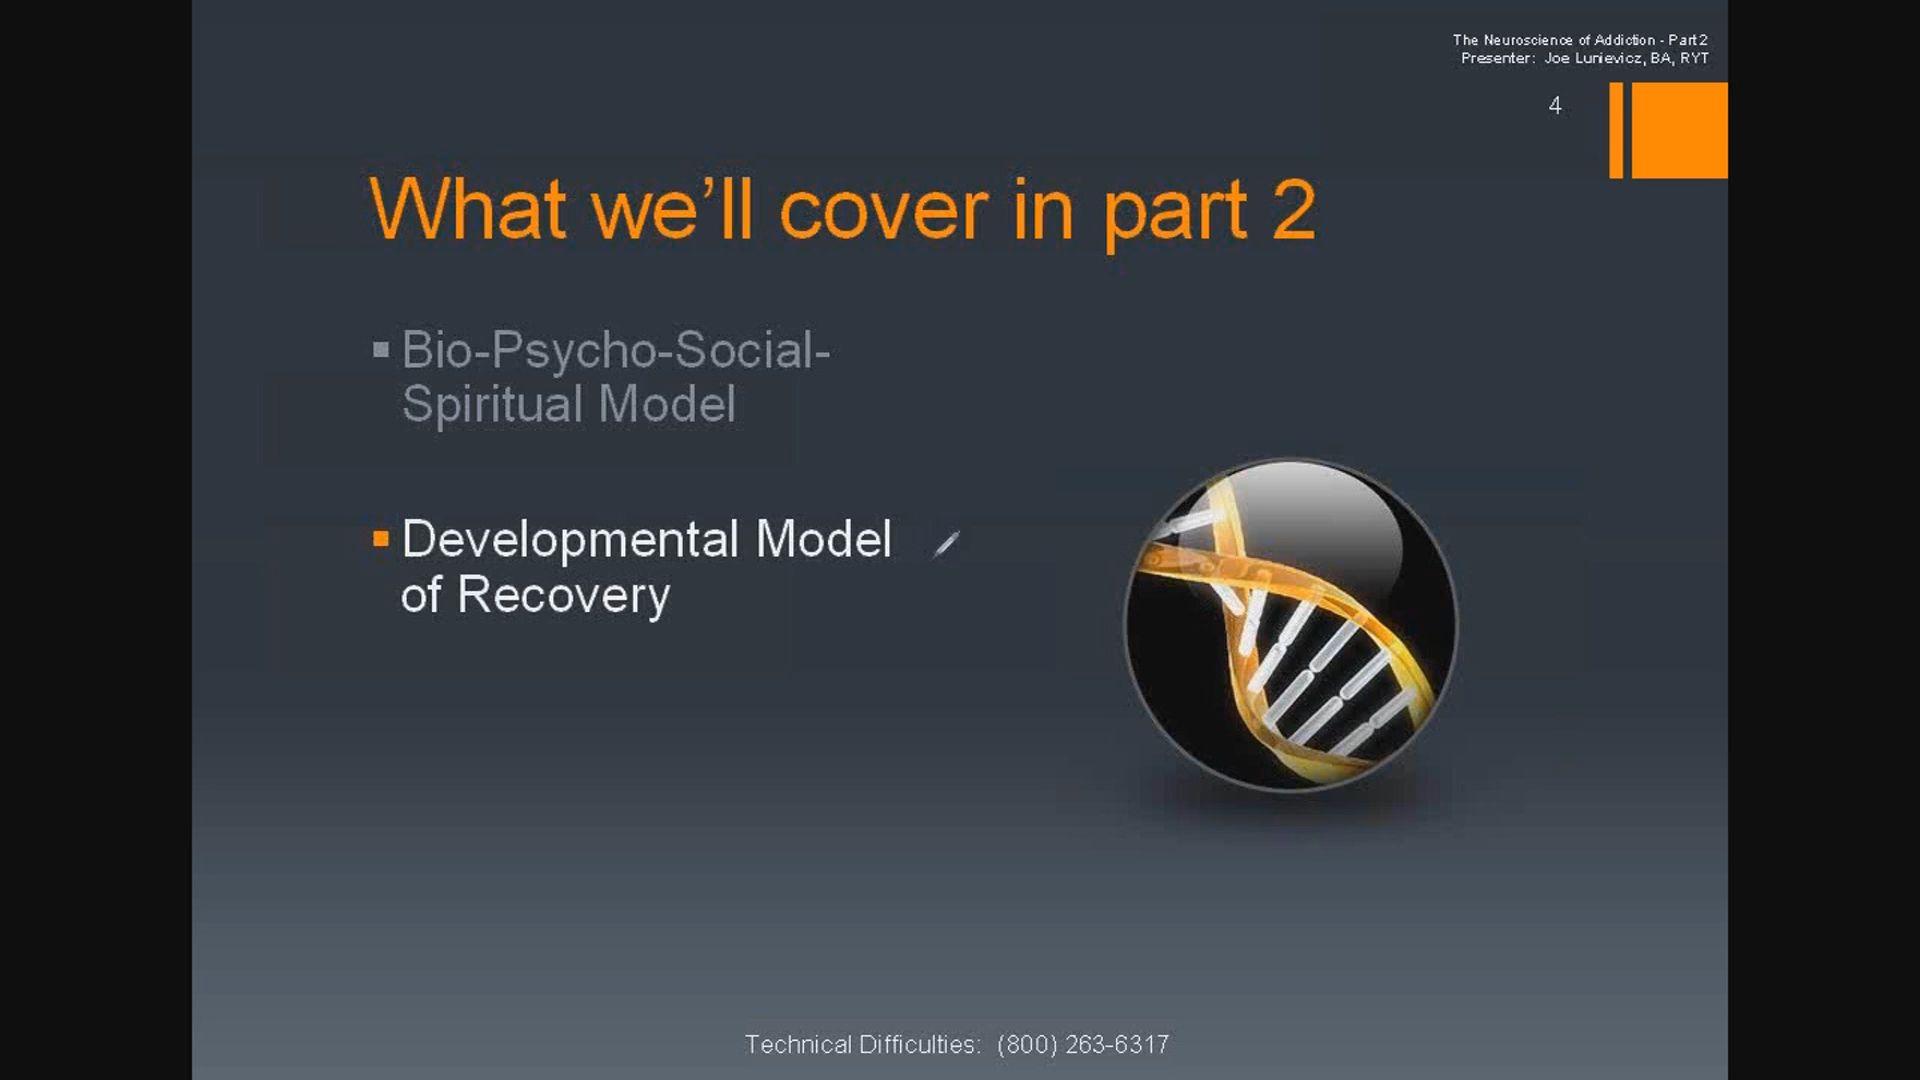 The Neuroscience of Addiction - Part 2
Presenter: Joe Lunievicz, BA, RYT
4
What we’ll cover in part 2
▪ Bio-Psycho-Social-
Spiritual Model
▪ Developmental Model
of Recovery
Technical Difficulties: (800) 263-6317